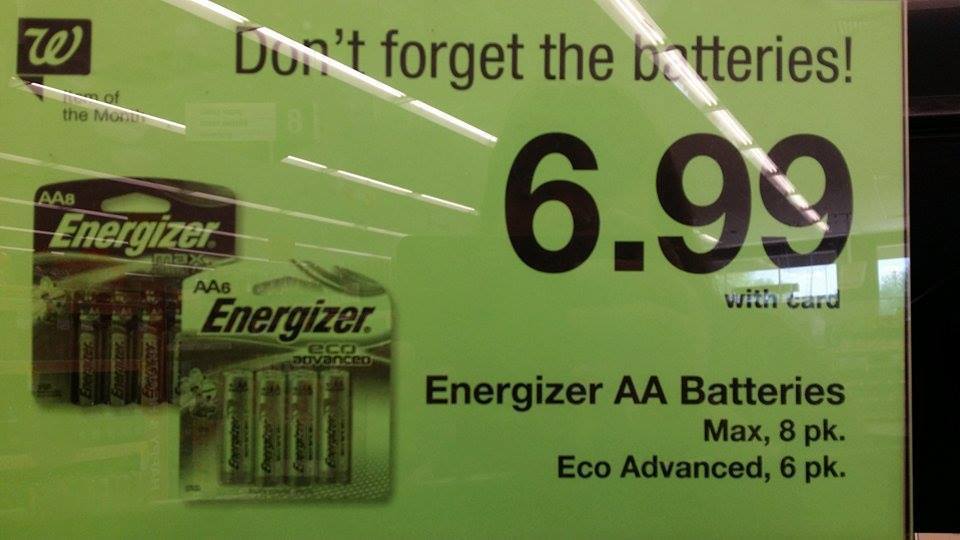 W
Don't forget the batteries!
Item of
the Month
6.99
with card
AA8
Energizer
MAX
AA6
Energizer.
eco
advanced
Energizer AA Batteries
Max, 8 pk.
Eco Advanced, 6 pk.